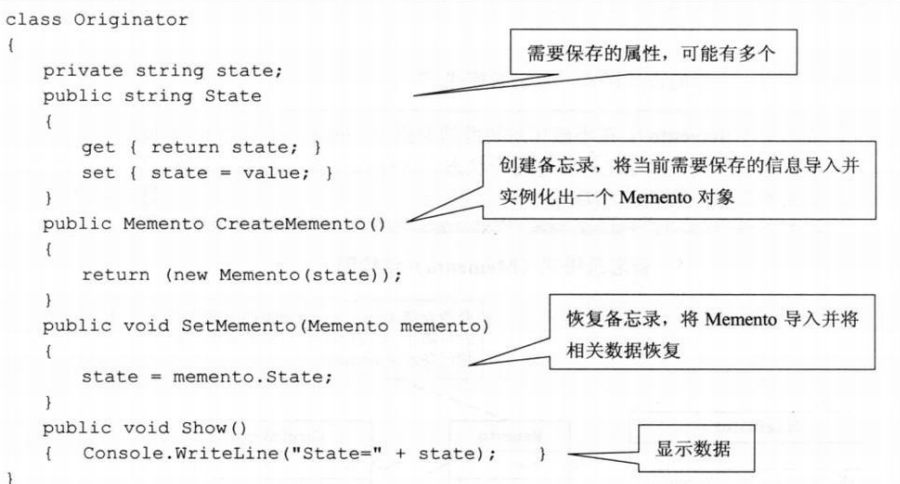 class Originator
{
private string state;
需要保存的属性，可能有多个
public string State
{
get { return state; }
set { state = value; }
}
创建备忘录，将当前需要保存的信息导入并
实例化出一个 Memento 对象
public Memento CreateMemento()
{
return (new Memento(state));
}
public void SetMemento(Memento memento)
{
恢复备忘录，将 Memento 导入并将
相关数据恢复
state = memento.State;
}
public void Show()
{ Console.WriteLine("State=" + state); }
显示数据
}